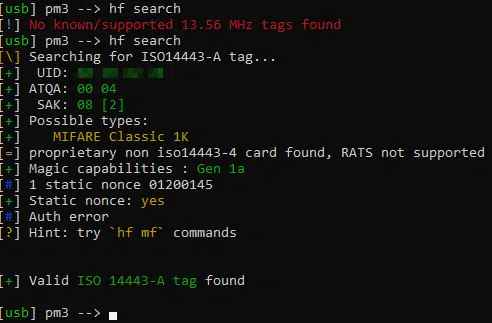 [usb] pm3 --> hf search
[!] No known/supported 13.56 MHz tags found
[usb] pm3 --> hf search
[\] Searching for ISO14443-A tag...
[+]  UID:
[+] ATQA: 00 04
[+]  SAK: 08 [2]
[+] Possible types:
[+]    MIFARE Classic 1K
[=] proprietary non iso14443-4 card found, RATS not supported
[+] Magic capabilities : Gen 1a
[#] 1 static nonce 01200145
[+] Static nonce: yes
[#] Auth error
[?] Hint: try `hf mf` commands
[+] Valid ISO 14443-A tag found
[usb] pm3 -->